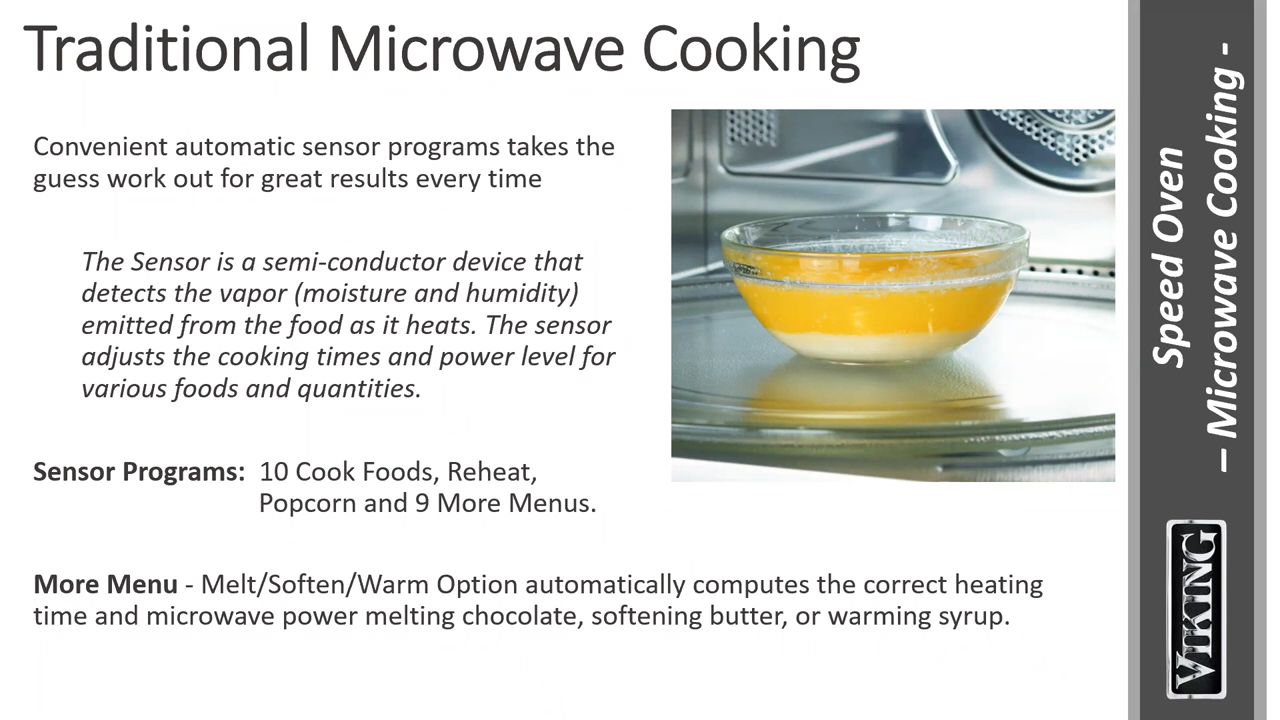 Traditional Microwave Cooking
Convenient automatic sensor programs takes the
guess work out for great results every time
The Sensor is a semi-conductor device that
detects the vapor (moisture and humidity)
emitted from the food as it heats. The sensor
adjusts the cooking times and power level for
various foods and quantities.
Sensor Programs: 10 Cook Foods, Reheat,
Popcorn and 9 More Menus.
More Menu - Melt/Soften/Warm Option automatically computes the correct heating
time and microwave power melting chocolate, softening butter, or warming syrup.
Speed Oven
– Microwave Cooking -
VIKING